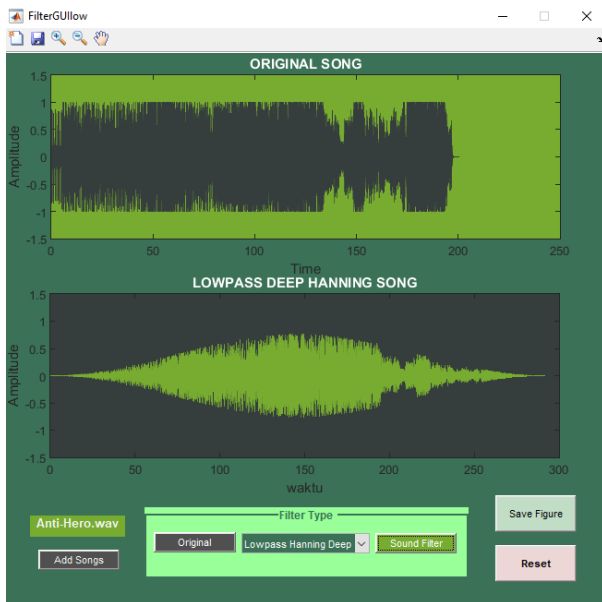 FilterGUIlow
ORIGINAL SONG
1.5
1
0.5
0
-0.5
-1
-1.5
Amplitude
0 50 100 150 200 250
Time
LOWPASS DEEP HANNING SONG
1.5
1
0.5
0
-0.5
-1
-1.5
Amplitude
0 50 100 150 200 250 300
waktu
Filter Type
Anti-Hero.wav
Original
Lowpass Hanning Deep
Sound Filter
Add Songs
Save Figure
Reset